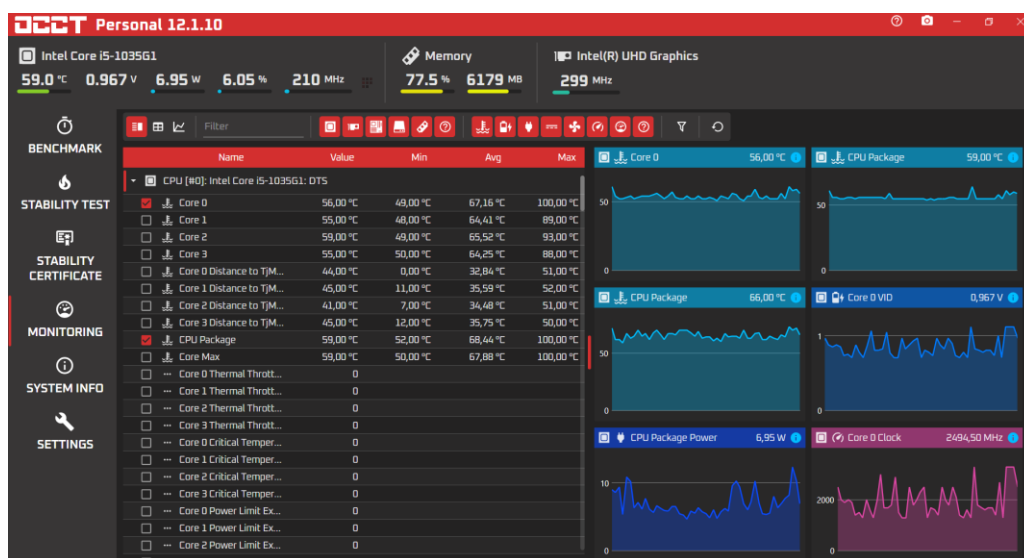 OCCT Personal 12.1.10
Intel Core i5-1035G1
59.0 °C 0.967 V 6.95 W 6.05 % 210 MHz
Memory
77.5 % 6179 MB
Intel(R) UHD Graphics
299 MHz
BENCHMARK
STABILITY TEST
STABILITY
CERTIFICATE
MONITORING
SYSTEM INFO
SETTINGS
Filter
Name Value Min Avg Max
CPU [#0]: Intel Core i5-1035G1: DTS
Core 0 56,00 °C 49,00 °C 67,16 °C 100,00 °C
Core 1 55,00 °C 48,00 °C 64,41 °C 89,00 °C
Core 2 59,00 °C 49,00 °C 65,52 °C 93,00 °C
Core 3 55,00 °C 50,00 °C 64,25 °C 88,00 °C
Core 0 Distance to TjM... 44,00 °C 0,00 °C 32,84 °C 51,00 °C
Core 1 Distance to TjM... 45,00 °C 11,00 °C 35,59 °C 52,00 °C
Core 2 Distance to TjM... 41,00 °C 7,00 °C 34,48 °C 51,00 °C
Core 3 Distance to TjM... 45,00 °C 12,00 °C 35,75 °C 50,00 °C
CPU Package 59,00 °C 52,00 °C 68,44 °C 100,00 °C
Core Max 59,00 °C 50,00 °C 67,88 °C 100,00 °C
Core 0 Thermal Thrott... 0
Core 1 Thermal Thrott... 0
Core 2 Thermal Thrott... 0
Core 3 Thermal Thrott... 0
Core 0 Critical Temper... 0
Core 1 Critical Temper... 0
Core 2 Critical Temper... 0
Core 3 Critical Temper... 0
Core 0 Power Limit Ex... 0
Core 1 Power Limit Ex... 0
Core 2 Power Limit Ex... 0
Core 0 56,00 °C
50
0
CPU Package 59,00 °C
50
0
CPU Package 66,00 °C
50
0
Core 0 VID 0,967 V
1
0
CPU Package Power 6,95 W
10
0
Core 0 Clock 2494,50 MHz
2000
0